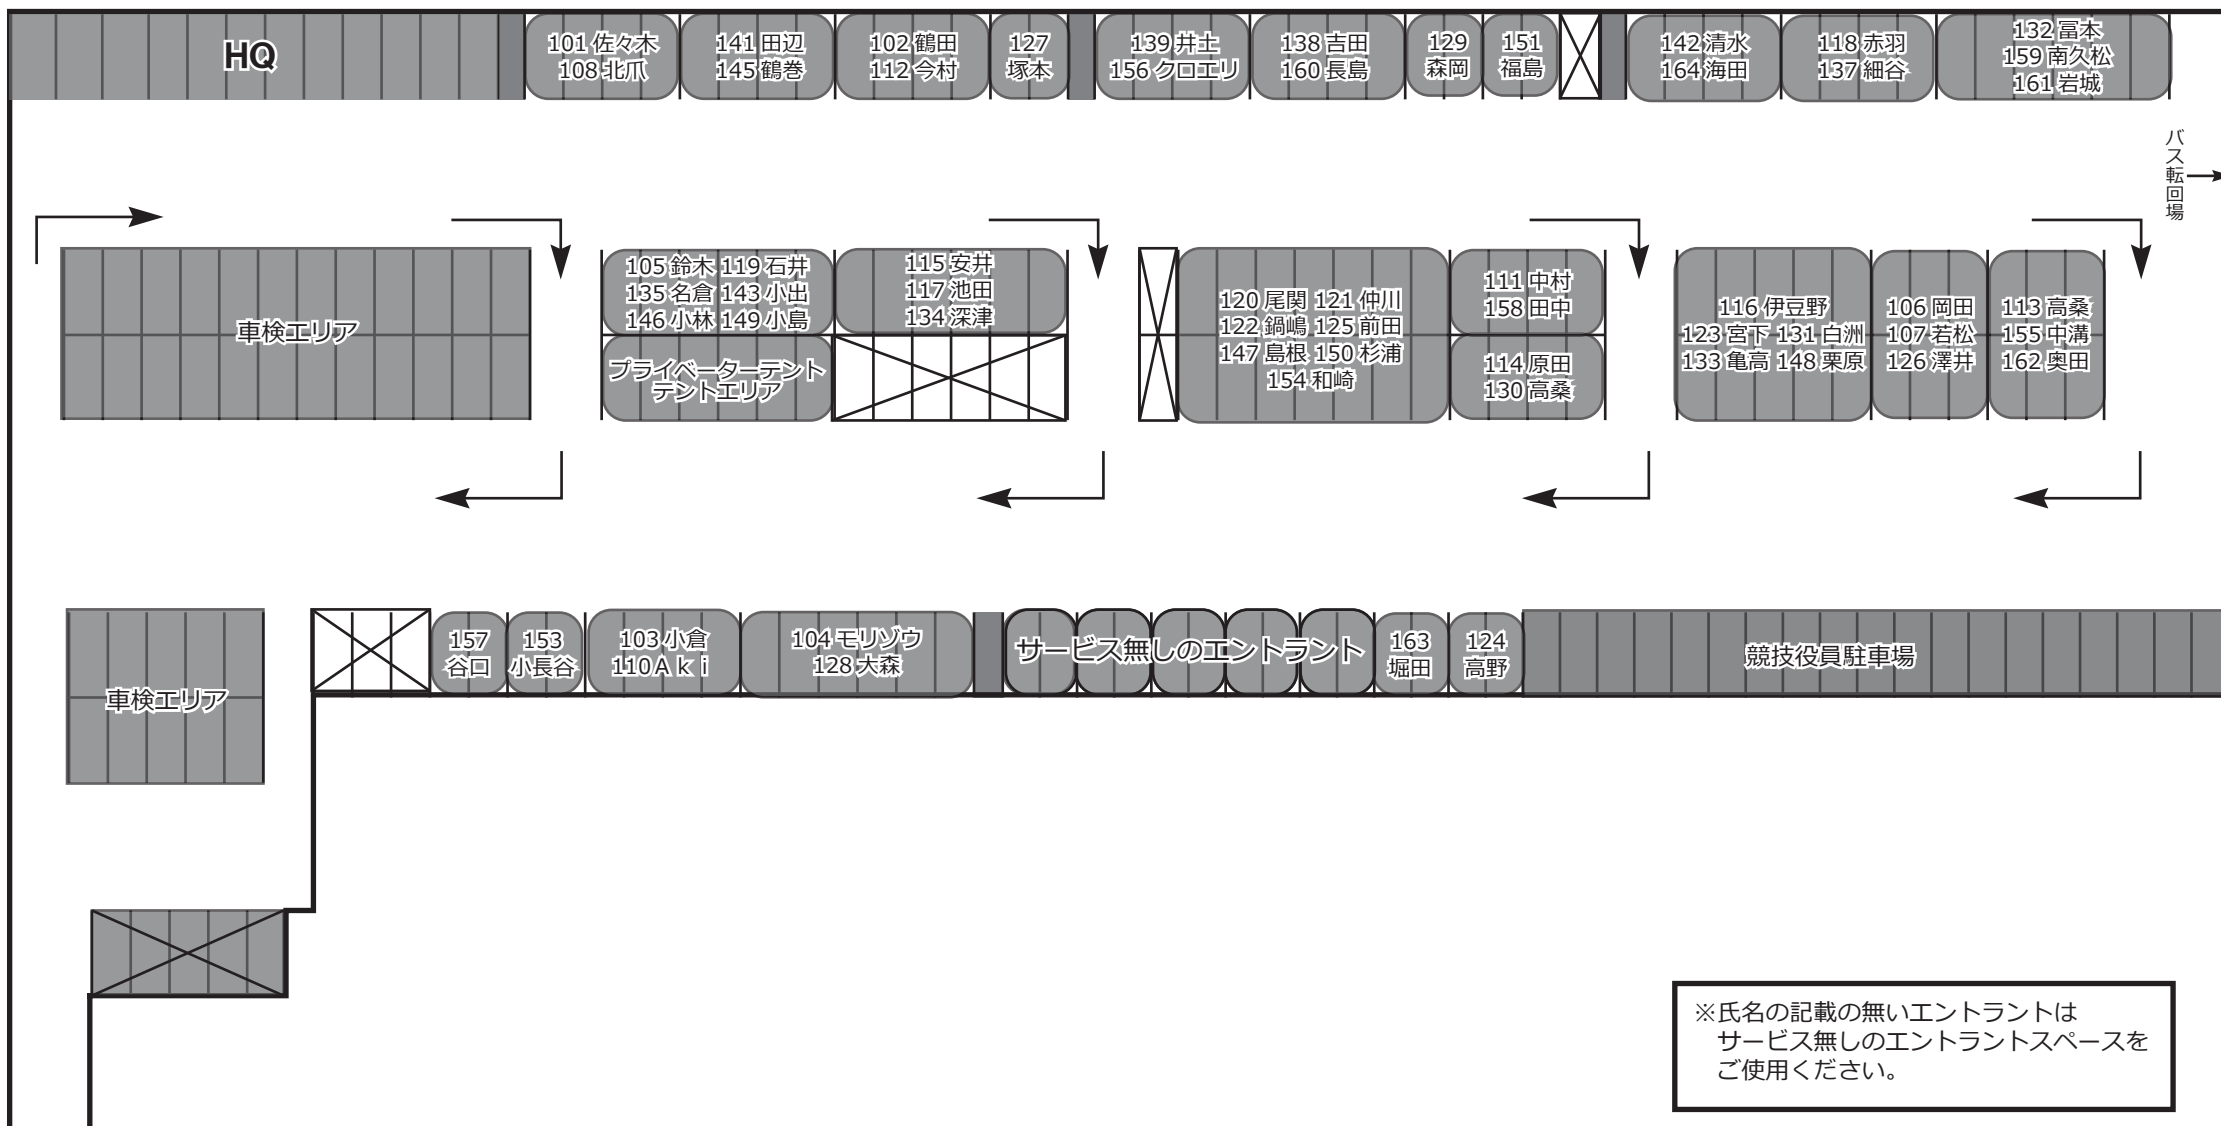 HQ
101 佐々木
108 北爪
141 田辺
145 鶴巻
102 鶴田
112 今村
127
塚本
139 井土
156 クロエリ
138 吉田
160 長島
129
森岡
151
福島
142 清水
164 海田
118 赤羽
137 細谷
132 冨本
159 南久松
161 岩城
バス転回場
車検エリア
105 鈴木 119 石井
135 名倉 143 小出
146 小林 149 小島
プライベーターテント
テントエリア
115 安井
117 池田
134 深津
120 尾関 121 仲川
122 鍋嶋 125 前田
147 島根 150 杉浦
154 和崎
111 中村
158 田中
114 原田
130 高桑
116 伊豆野
123 宮下 131 白洲
133 亀高 148 栗原
106 岡田
107 若松
126 澤井
113 高桑
155 中溝
162 奥田
車検エリア
157
谷口
153
小長谷
103 小倉
110 Aki
104 モリゾウ
128 大森
サービス無しのエントラント
163
堀田
124
高野
競技役員駐車場
※氏名の記載の無いエントラントは
サービス無しのエントラントスペースを
ご使用ください。